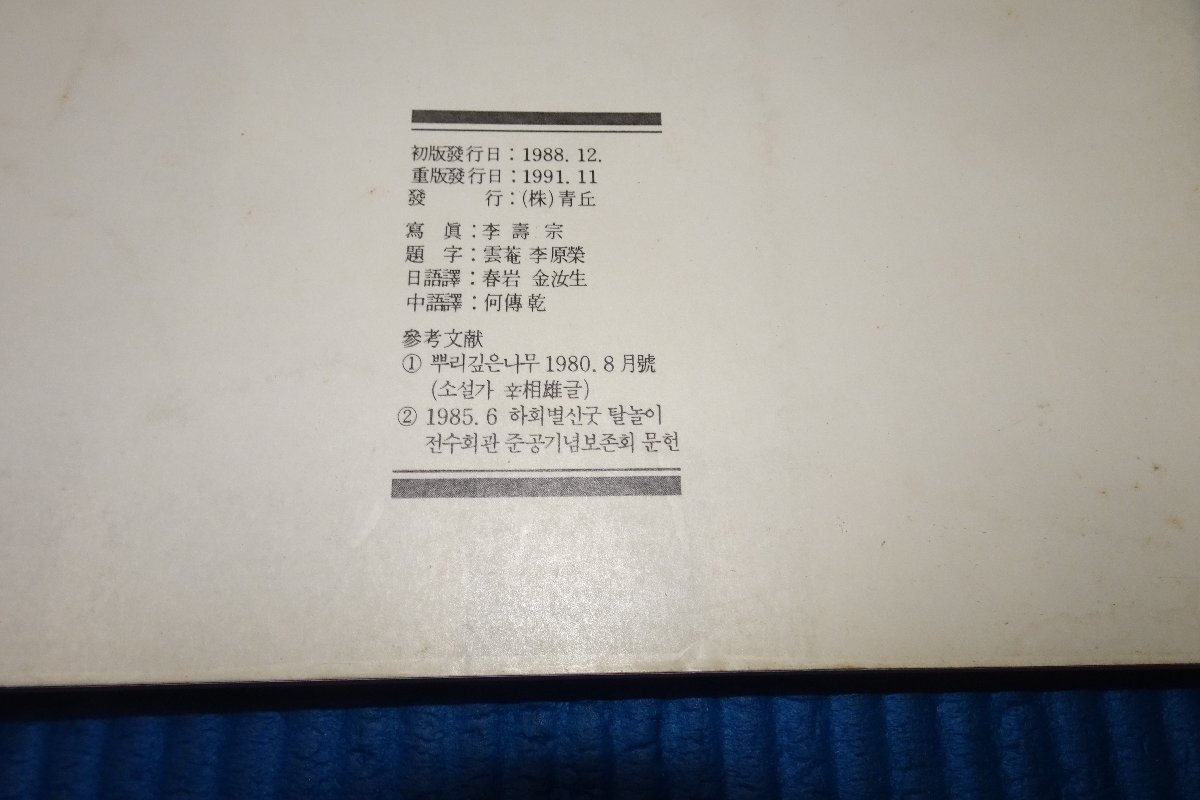 初版發行日 : 1988. 12.
重版發行日 : 1991. 11
發　　行 : (株) 青丘
寫 眞 : 李 壽 宗
題 字 : 雲菴 李原榮
日語譯 : 春岩 金汝生
中語譯 : 何傳乾
參考文献
① 뿌리깊은나무 1980. 8 月號
(소설가 辛相雄글)
② 1985. 6 하회별신굿 탈놀이
전수회관 준공기념보존회 문헌